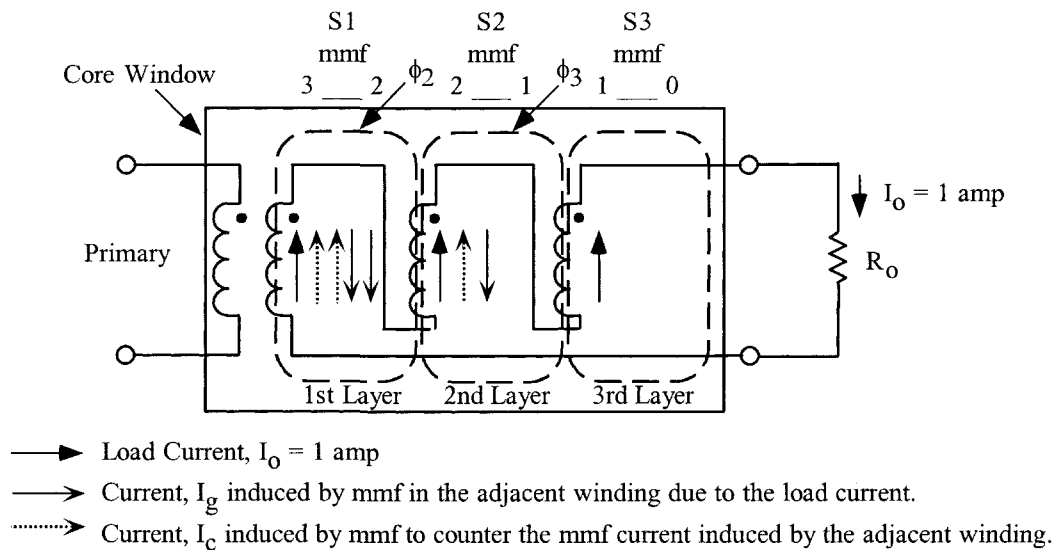 S1 S2 S3
mmf mmf mmf
Core Window 3 __ 2 ϕ2 2 __ 1 ϕ3 1 __ 0
Primary
Io = 1 amp
Ro
1st Layer 2nd Layer 3rd Layer
Load Current, Io = 1 amp
Current, Ig induced by mmf in the adjacent winding due to the load current.
Current, Ic induced by mmf to counter the mmf current induced by the adjacent winding.